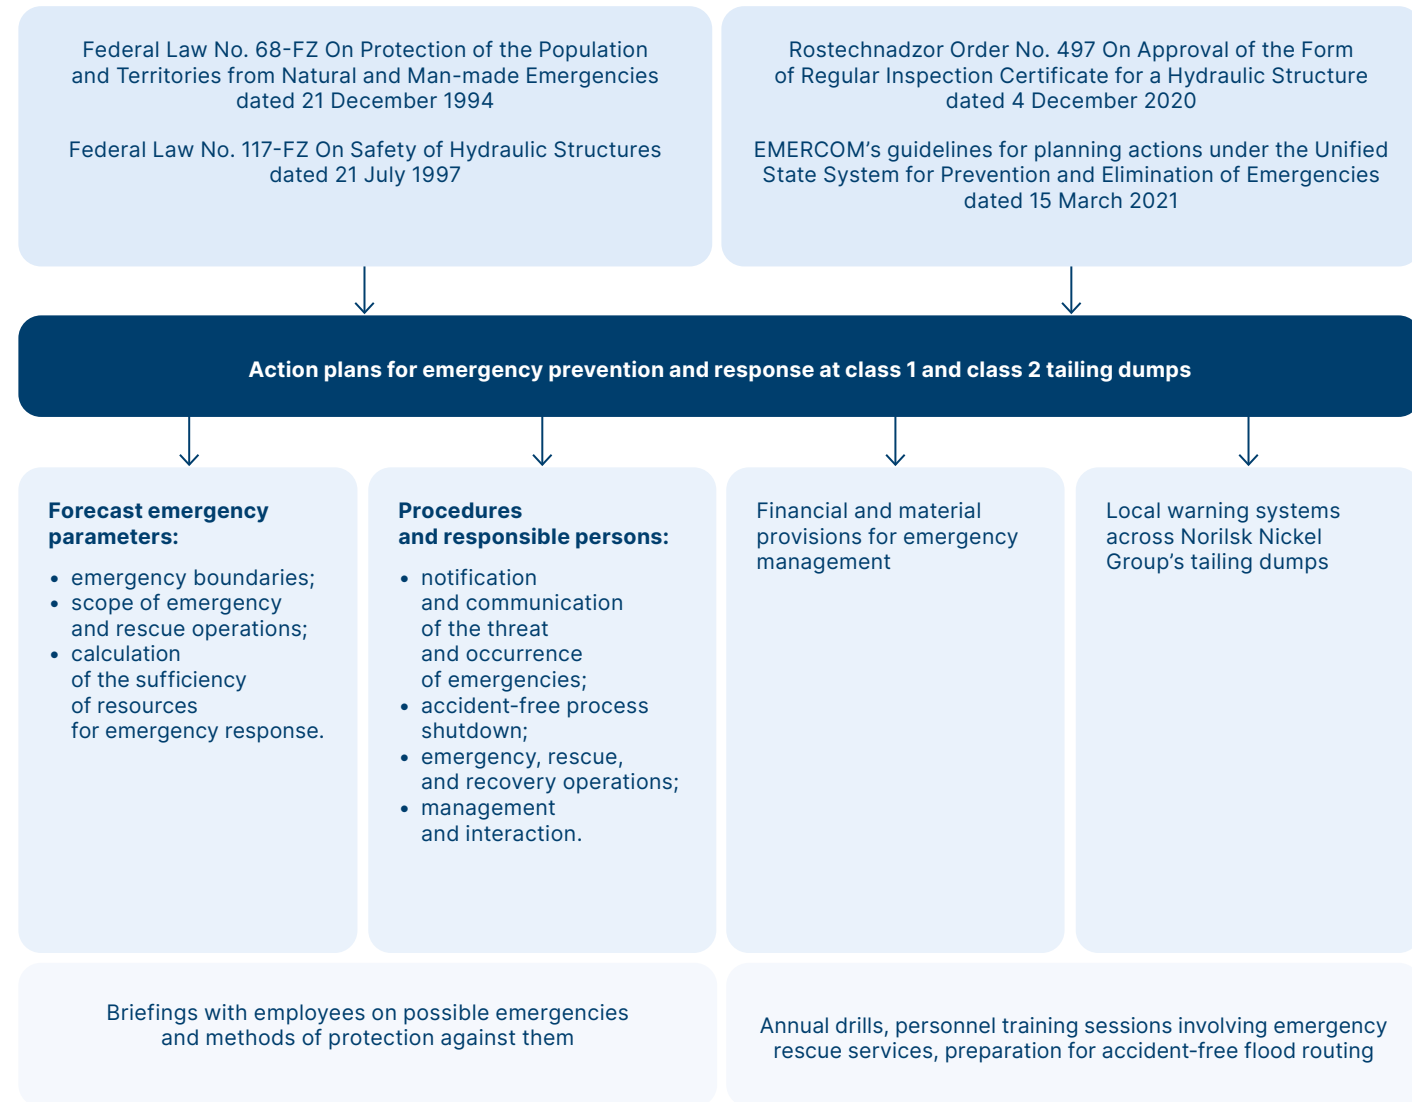 Federal Law No. 68-FZ On Protection of the Population
and Territories from Natural and Man-made Emergencies
dated 21 December 1994
Federal Law No. 117-FZ On Safety of Hydraulic Structures
dated 21 July 1997
Rostechnadzor Order No. 497 On Approval of the Form
of Regular Inspection Certificate for a Hydraulic Structure
dated 4 December 2020
EMERCOM’s guidelines for planning actions under the Unified
State System for Prevention and Elimination of Emergencies
dated 15 March 2021
Action plans for emergency prevention and response at class 1 and class 2 tailing dumps
Forecast emergency
parameters:
• emergency boundaries;
• scope of emergency
and rescue operations;
• calculation
of the sufficiency
of resources
for emergency response.
Procedures
and responsible persons:
• notification
and communication
of the threat
and occurrence
of emergencies;
• accident-free process
shutdown;
• emergency, rescue,
and recovery operations;
• management
and interaction.
Financial and material
provisions for emergency
management
Local warning systems
across Norilsk Nickel
Group’s tailing dumps
Briefings with employees on possible emergencies
and methods of protection against them
Annual drills, personnel training sessions involving emergency
rescue services, preparation for accident-free flood routing